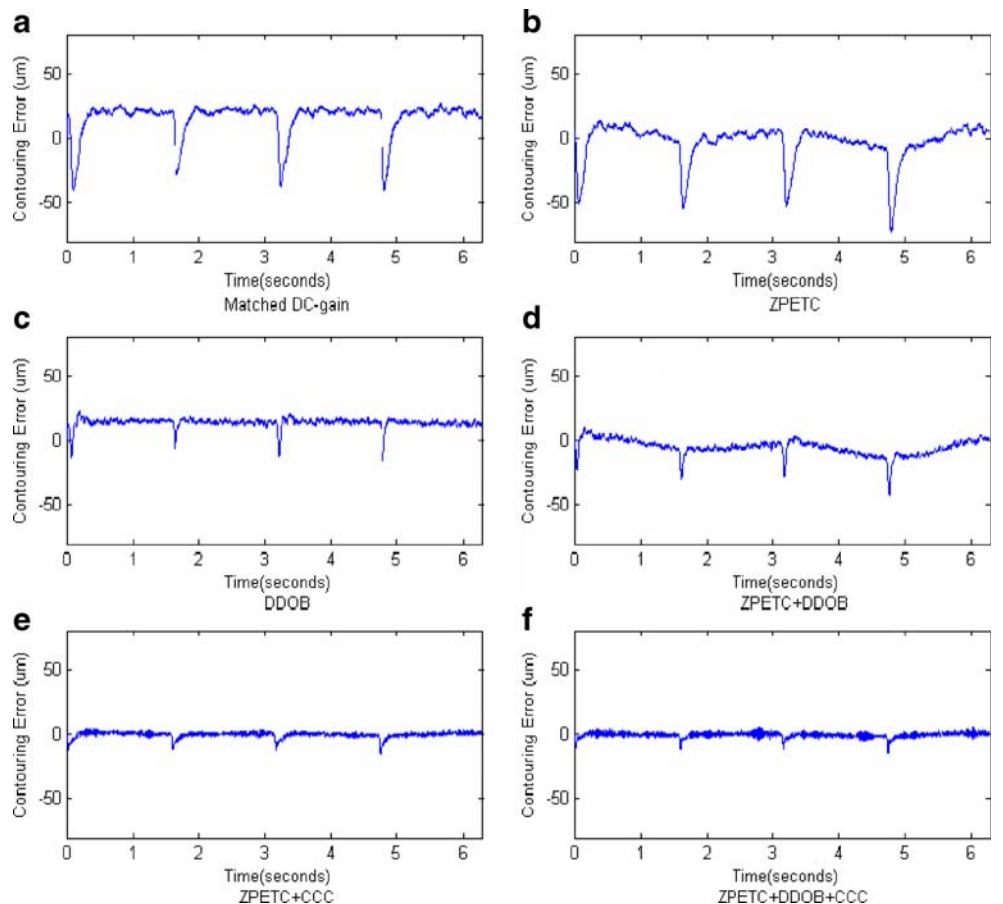 a
Contouring Error (um)
50
0
-50
0 1 2 3 4 5 6
Time(seconds)
Matched DC-gain
b
Contouring Error (um)
50
0
-50
0 1 2 3 4 5 6
Time(seconds)
ZPETC
c
Contouring Error (um)
50
0
-50
0 1 2 3 4 5 6
Time(seconds)
DDOB
d
Contouring Error (um)
50
0
-50
0 1 2 3 4 5 6
Time(seconds)
ZPETC+DDOB
e
Contouring Error (um)
50
0
-50
0 1 2 3 4 5 6
Time(seconds)
ZPETC+CCC
f
Contouring Error (um)
50
0
-50
0 1 2 3 4 5 6
Time(seconds)
ZPETC+DDOB+CCC